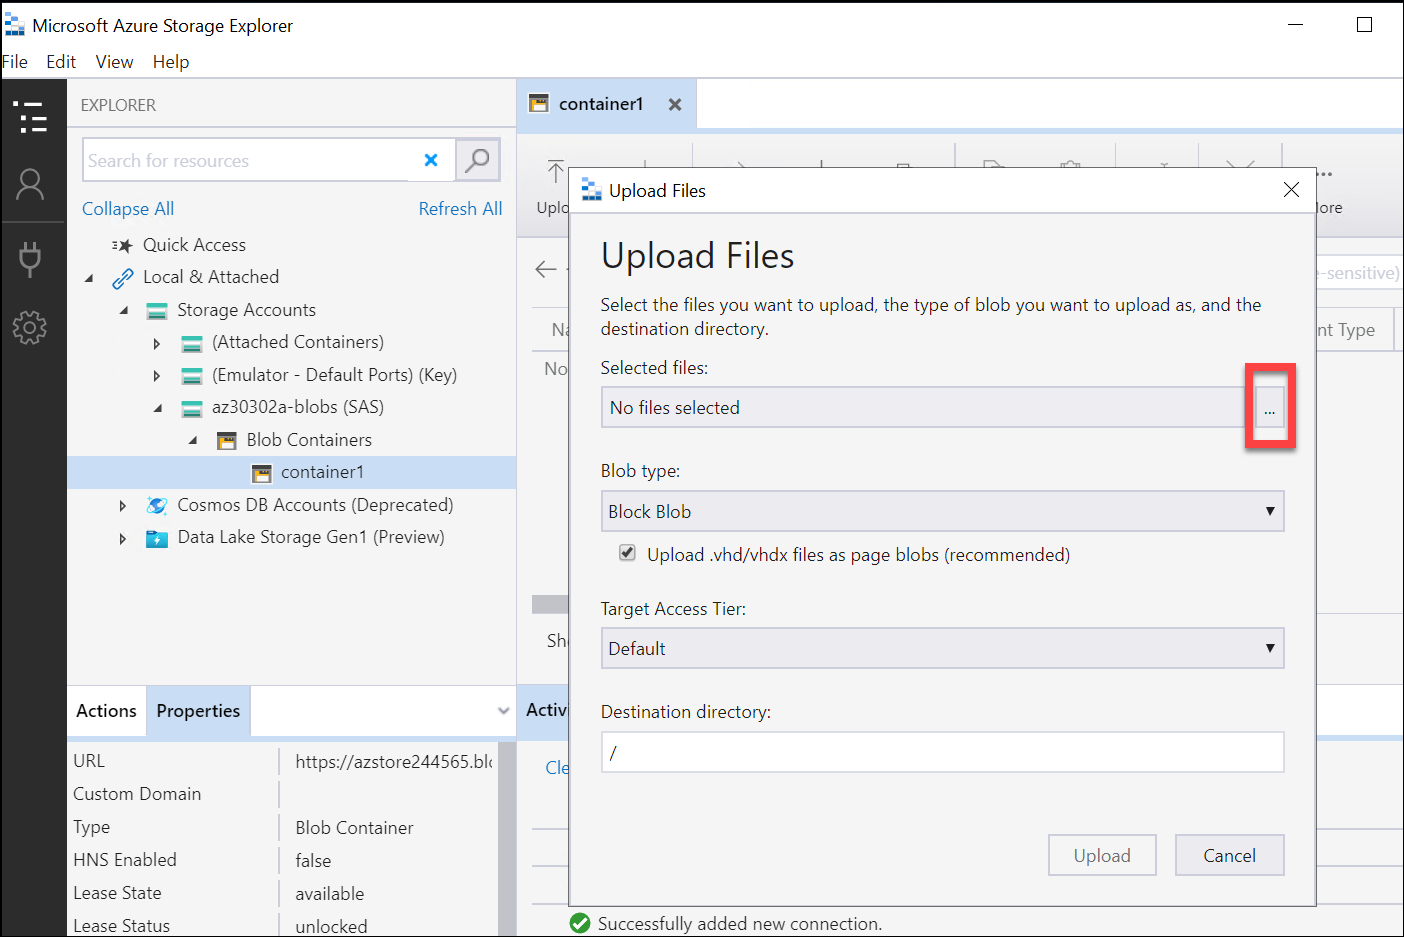 Microsoft Azure Storage Explorer
File Edit View Help
EXPLORER
Search for resources
Collapse All Refresh All
Quick Access
Local & Attached
Storage Accounts
(Attached Containers)
(Emulator - Default Ports) (Key)
az30302a-blobs (SAS)
Blob Containers
container1
Cosmos DB Accounts (Deprecated)
Data Lake Storage Gen1 (Preview)
Actions Properties
URL https://azstore244565.blo
Custom Domain
Type Blob Container
HNS Enabled false
Lease State available
Lease Status unlocked
container1
Uplo
ore
e-sensitive)
Na
nt Type
No
Sho
Activi
Cle
Upload Files
Upload Files
Select the files you want to upload, the type of blob you want to upload as, and the
destination directory.
Selected files:
No files selected ...
Blob type:
Block Blob
Upload .vhd/vhdx files as page blobs (recommended)
Target Access Tier:
Default
Destination directory:
/
Upload Cancel
Successfully added new connection.